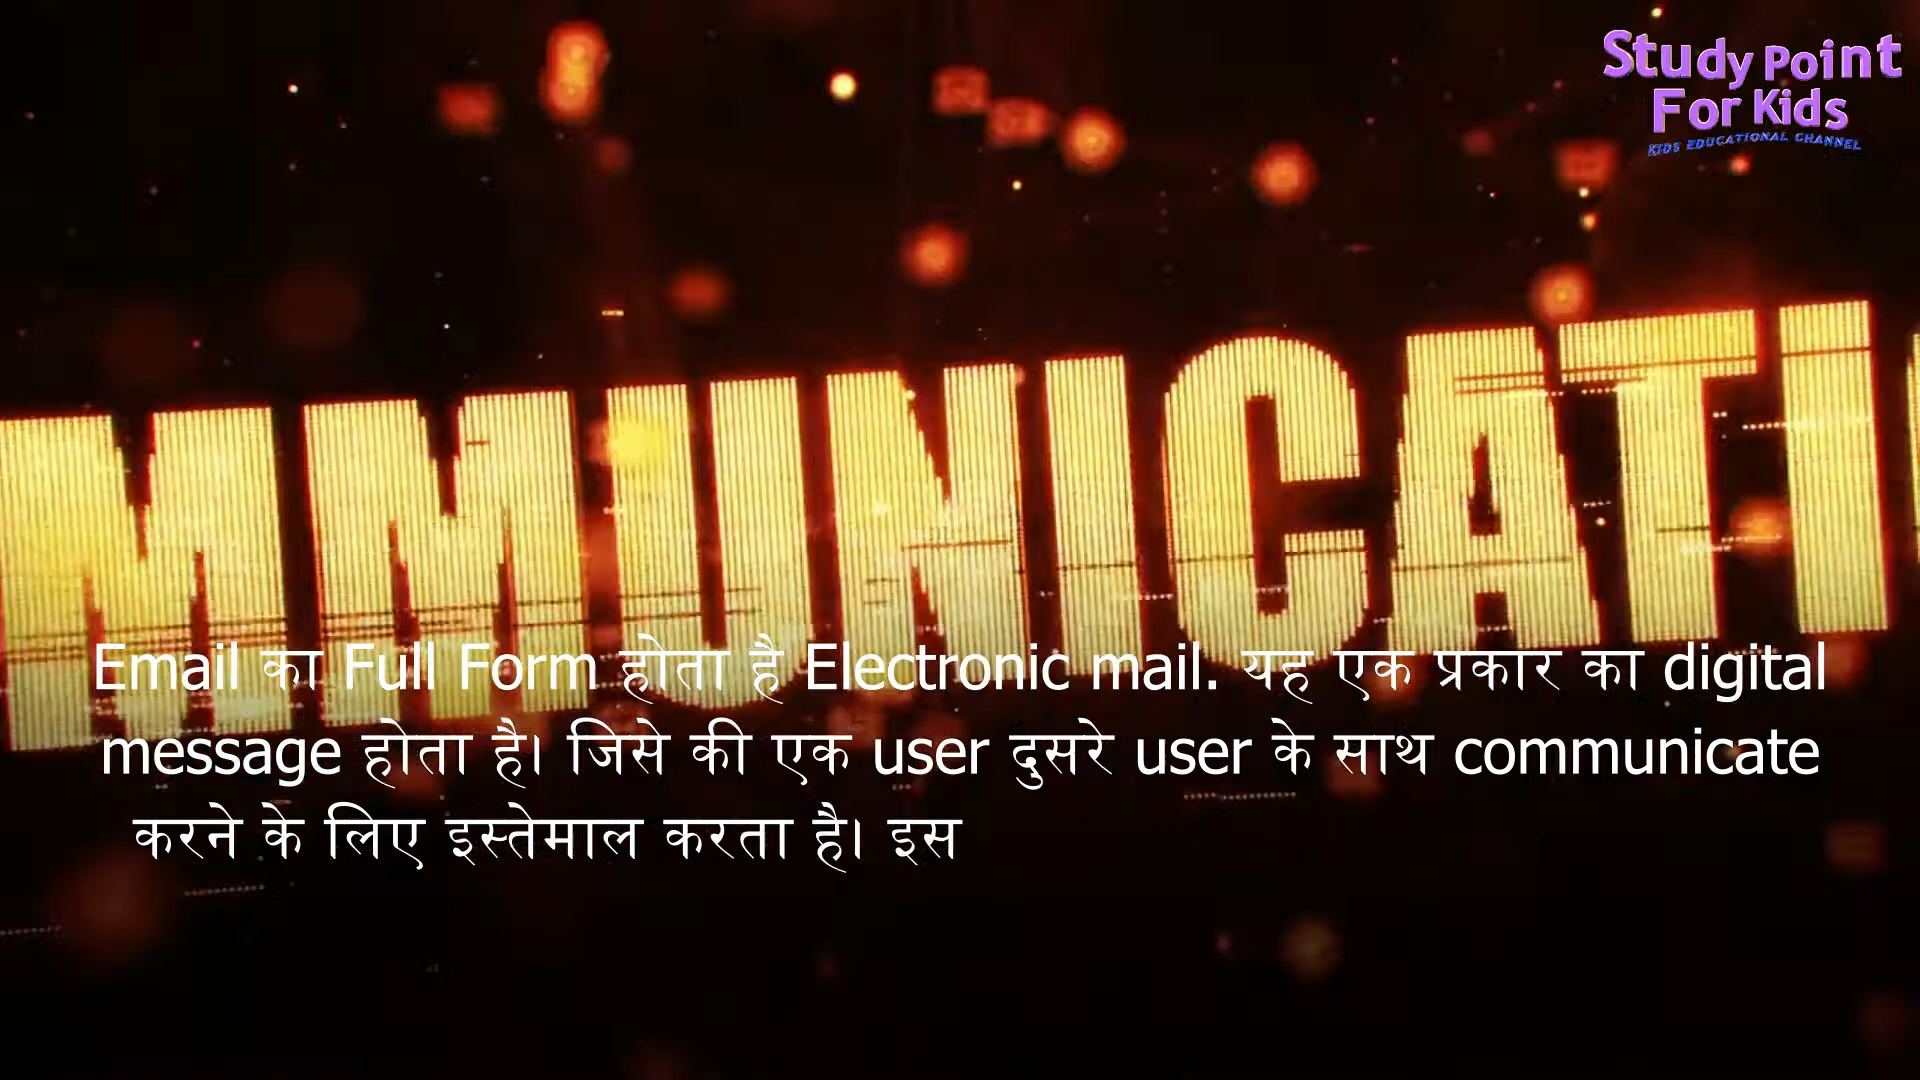 Study Point
For Kids
KIDS EDUCATIONAL CHANNEL
MMUNICATI
Email का Full Form होता है Electronic mail. यह एक प्रकार का digital
message होता है। जिसे की एक user दुसरे user के साथ communicate
करने के लिए इस्तेमाल करता है। इस